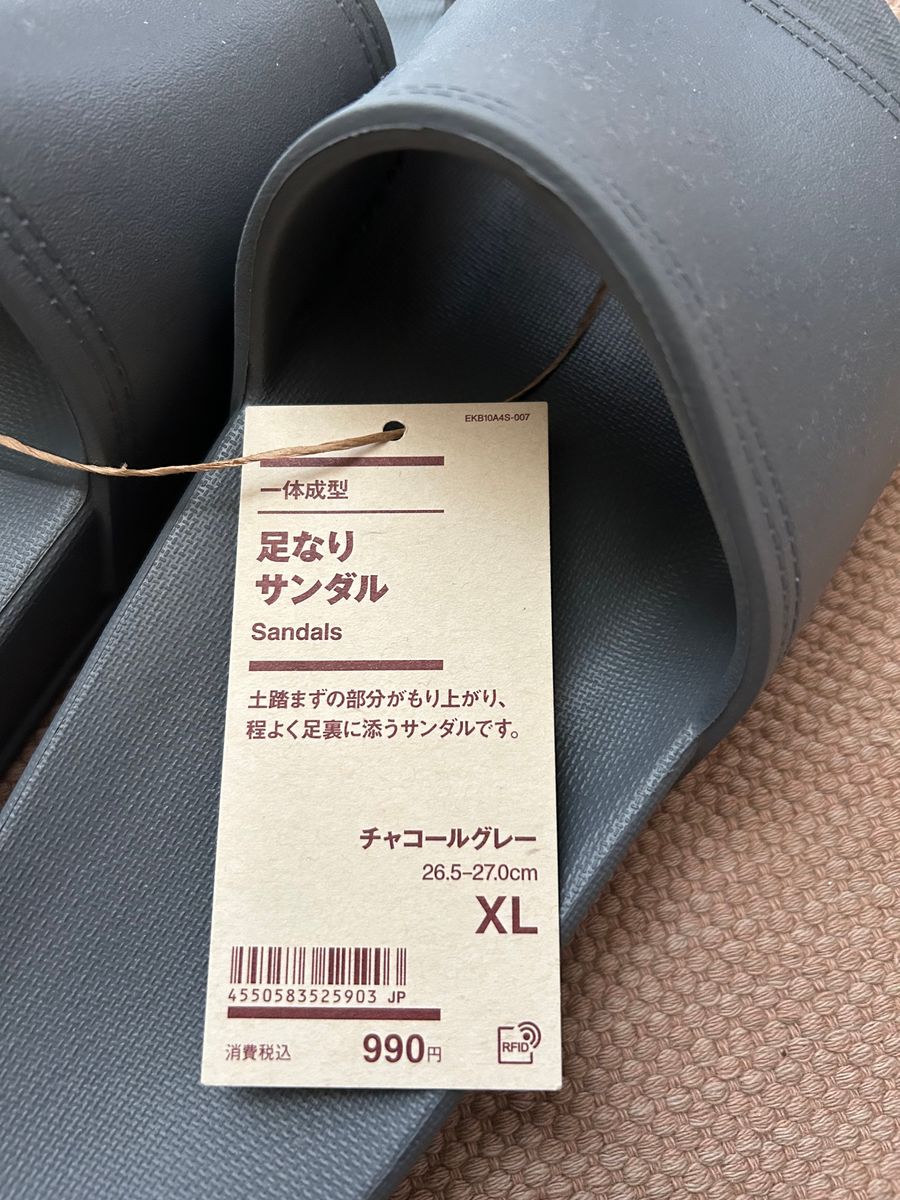 EKB10A4S-007
一体成型
足なり
サンダル
Sandals
土踏まずの部分がもり上がり、
程よく足裏に添うサンダルです。
チャコールグレー
26.5–27.0cm
XL
4550583525903 JP
消費税込 990円
RFID